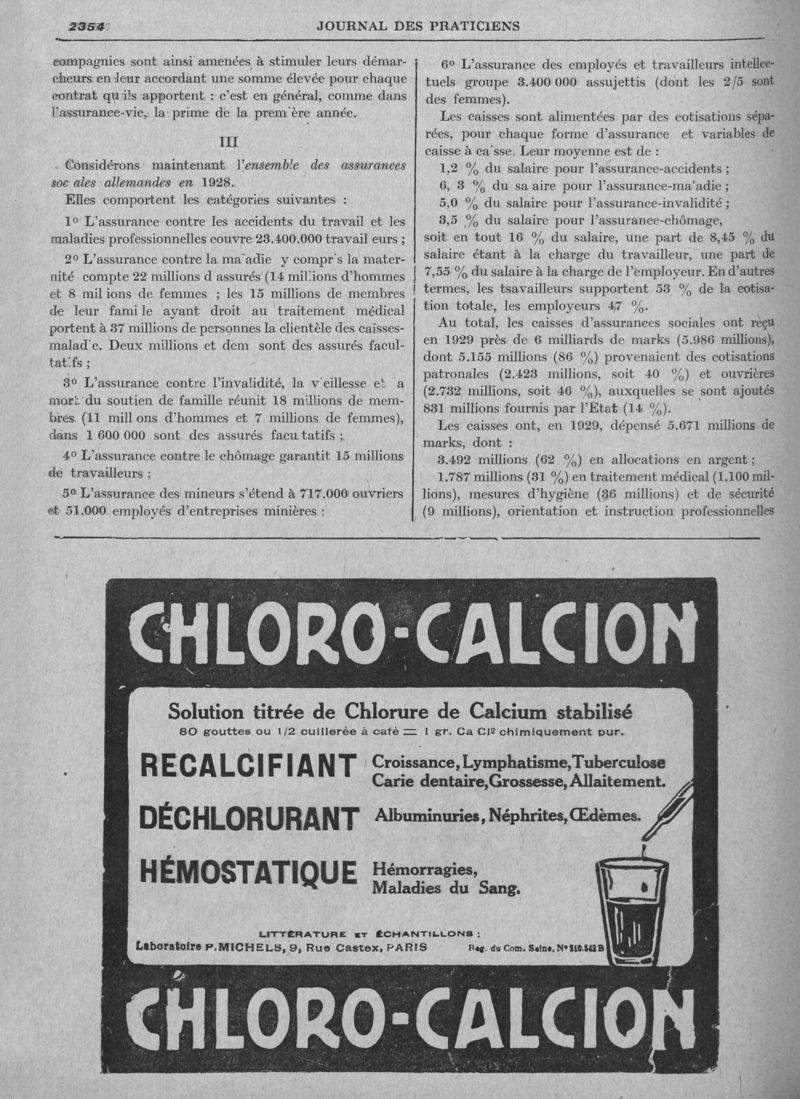 2354
JOURNAL DES PRATICIENS
compagnies sont ainsi amenées à stimuler leurs démar-
cheurs en leur accordant une somme élevée pour chaque
contrat qu ils apportent : c'est en général, comme dans
l'assurance-vie, la prime de la prem'ère année.
III
Considérons maintenant l'ensemble des assurances
soc ales allemandes en 1928.
Elles comportent les catégories suivantes :
1º L'assurance contre les accidents du travail et les
maladies professionnelles couvre 23.400.000 travail eurs ;
2º L'assurance contre la ma'adie y compr's la mater-
nité compte 22 millions d assurés (14 millions d'hommes
et 8 mil ions de femmes ; les 15 millions de membres
de leur fami le ayant droit au traitement médical
portent à 37 millions de personnes la clientèle des caisses-
malad'e. Deux millions et dem sont des assurés facul-
tatifs ;
3º L'assurance contre l'invalidité, la v eillesse et a
mort du soutien de famille réunit 18 millions de mem-
bres (11 mill ons d'hommes et 7 millions de femmes),
dans 1 600 000 sont des assurés facu tatifs ;
4º L'assurance contre le chômage garantit 15 millions
de travailleurs ;
5º L'assurance des mineurs s'étend à 717.000 ouvriers
et 51.000 employés d'entreprises minières ;
6º L'assurance des employés et travailleurs intellec-
tuels groupe 3.400 000 assujettis (dont les 2/5 sont
des femmes).
Les caisses sont alimentées par des cotisations sépa-
rées, pour chaque forme d'assurance et variables de
caisse à ca'sse. Leur moyenne est de :
1,2 % du salaire pour l'assurance-accidents ;
6, 3 % du sa aire pour l'assurance-ma'adie ;
5,0 % du salaire pour l'assurance-invalidité ;
3,5 % du salaire pour l'assurance-chômage,
soit en tout 16 % du salaire, une part de 8,45 % du
salaire étant à la charge du travailleur, une part de
7,55 % du salaire à la charge de l'employeur. En d'autres
termes, les tsavailleurs supportent 53 % de la cotisa-
tion totale, les employeurs 47 %.
Au total, les caisses d'assurances sociales ont reçu
en 1929 près de 6 milliards de marks (5.986 millions),
dont 5.155 millions (86 %) provenaient des cotisations
patronales (2.423 millions, soit 40 %) et ouvrières
(2.732 millions, soit 46 %), auxquelles se sont ajoutés
831 millions fournis par l'Etat (14 %).
Les caisses ont, en 1929, dépensé 5.671 millions de
marks, dont :
3.492 millions (62 %) en allocations en argent ;
1.787 millions (31 %) en traitement médical (1.100 mil-
lions), mesures d'hygiène (36 millions) et de sécurité
(9 millions), orientation et instruction professionnelles
CHLORO-CALCION
Solution titrée de Chlorure de Calcium stabilisé
80 gouttes ou 1/2 cuillerée à café = 1 gr. Ca Cl² chimiquement pur.
RECALCIFIANT Croissance, Lymphatisme, Tuberculose
Carie dentaire, Grossesse, Allaitement.
DÉCHLORURANT Albuminuries, Néphrites, Œdèmes.
HÉMOSTATIQUE Hémorragies,
Maladies du Sang.
LITTÉRATURE ET ÉCHANTILLONS :
Laboratoire P. MICHELS, 9, Rue Castex, PARIS Reg. du Com. Seine, Nº 210.542 B
CHLORO-CALCION